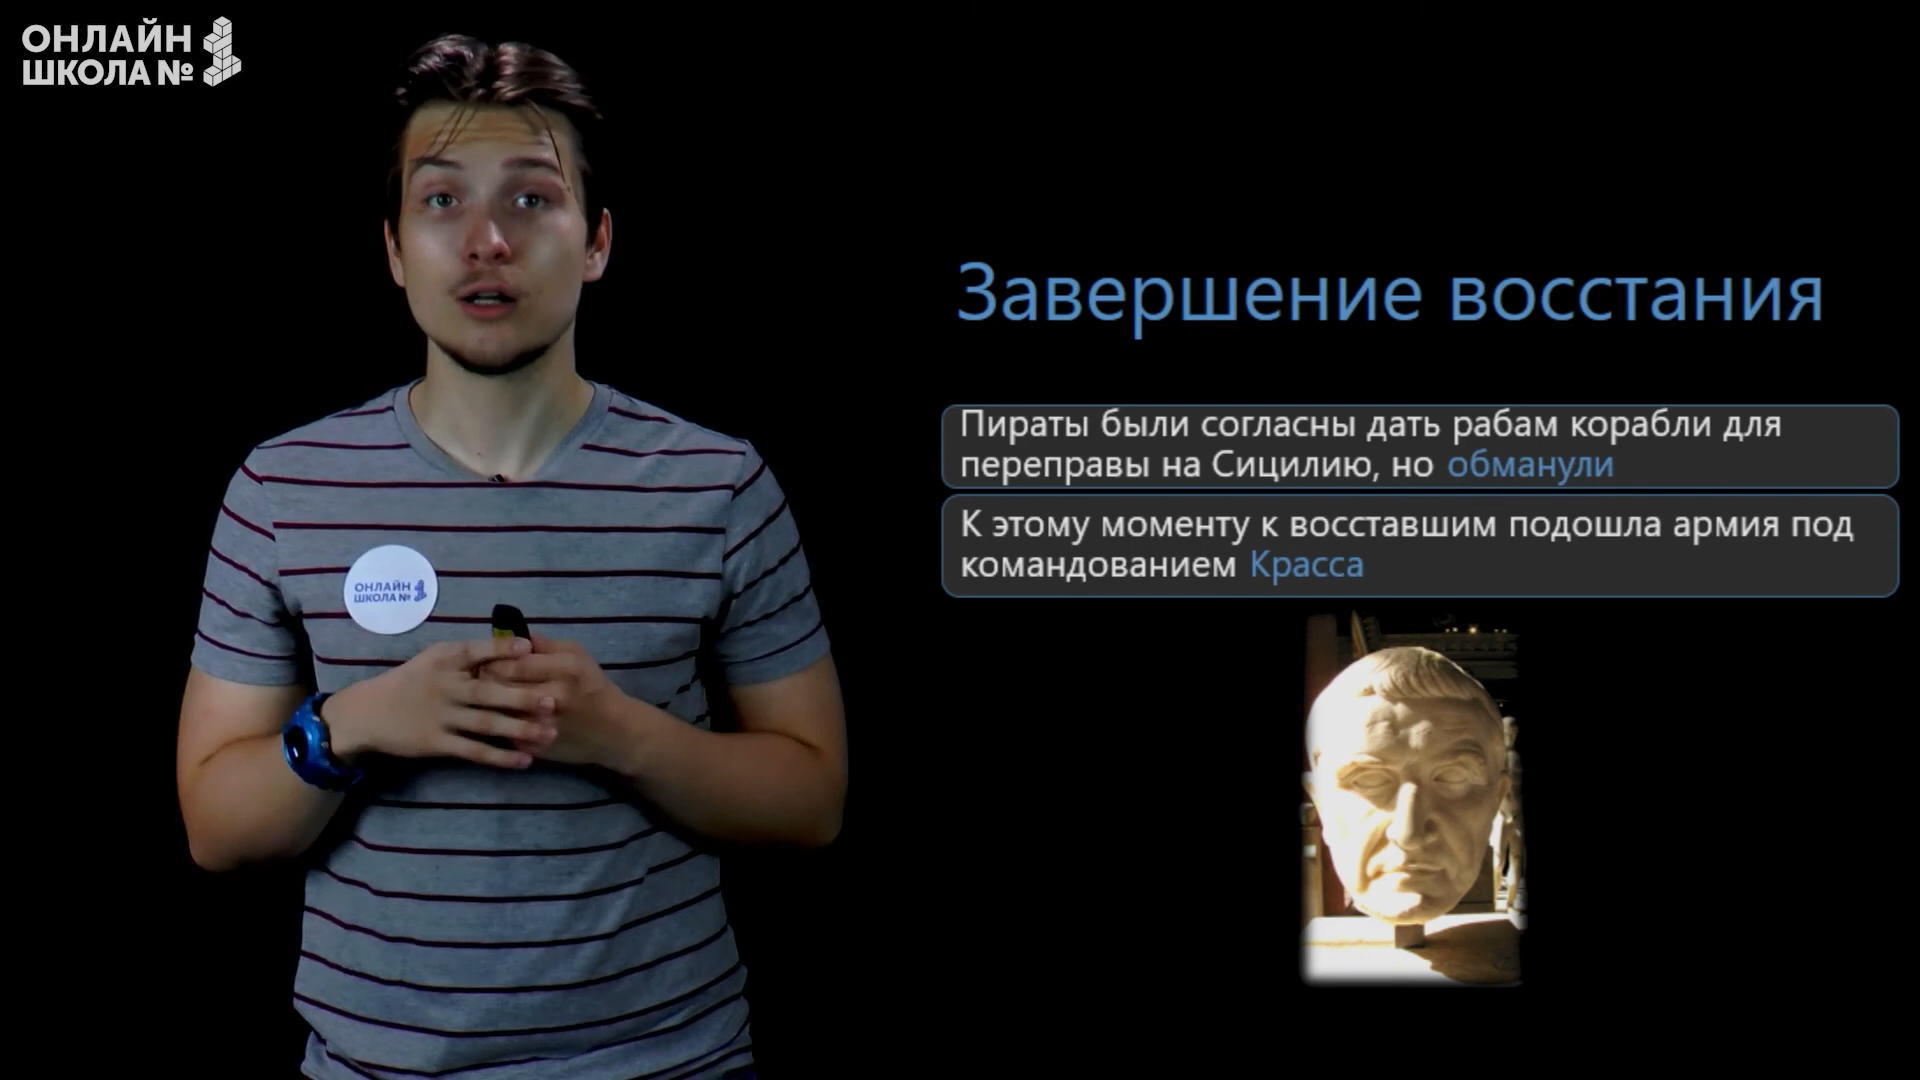 ОНЛАЙН
ШКОЛА №
Завершение восстания
Пираты были согласны дать рабам корабли для
переправы на Сицилию, но обманули
К этому моменту к восставшим подошла армия под
командованием Красса
ОНЛАЙН
ШКОЛА №